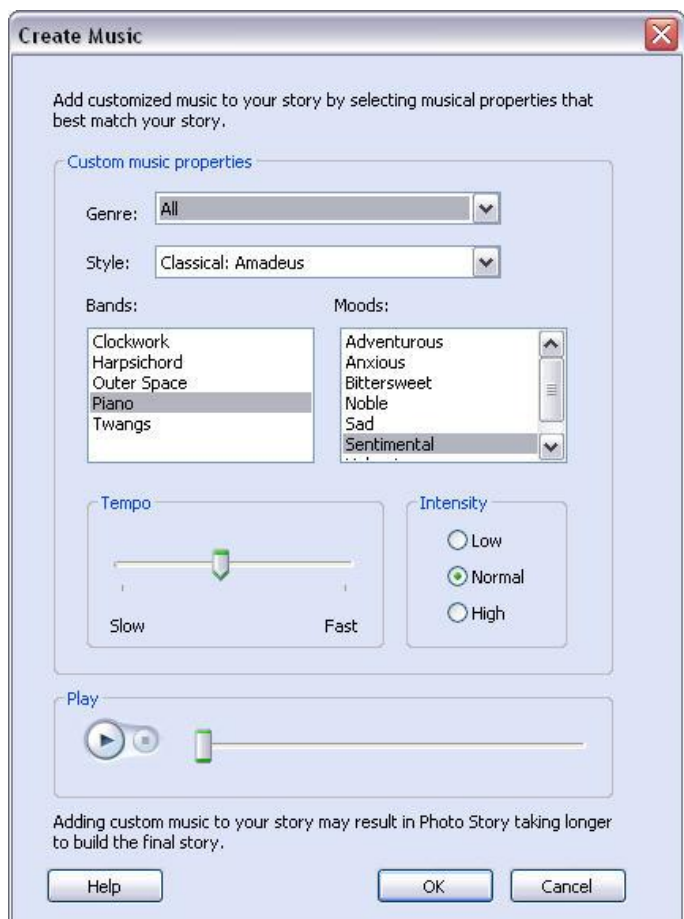 Create Music
Add customized music to your story by selecting musical properties that
best match your story.
Custom music properties
Genre: All
Style: Classical: Amadeus
Bands: Moods:
Clockwork Adventurous
Harpsichord Anxious
Outer Space Bittersweet
Piano Noble
Twangs Sad
Sentimental
Tempo Intensity
Low
Normal
High
Slow Fast
Play
Adding custom music to your story may result in Photo Story taking longer
to build the final story.
Help OK Cancel